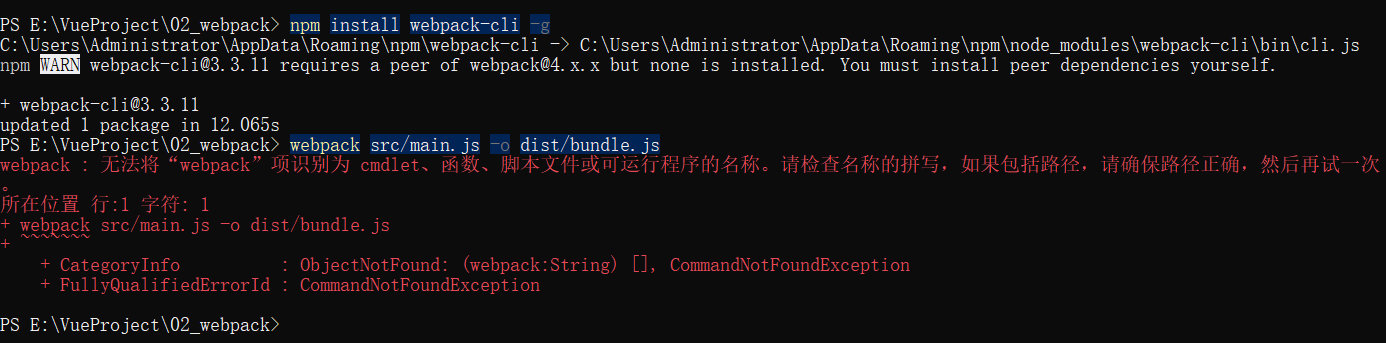 PS E:\VueProject\02_webpack> npm install webpack-cli -g
C:\Users\Administrator\AppData\Roaming\npm\webpack-cli -> C:\Users\Administrator\AppData\Roaming\npm\node_modules\webpack-cli\bin\cli.js
npm WARN webpack-cli@3.3.11 requires a peer of webpack@4.x.x but none is installed. You must install peer dependencies yourself.
+ webpack-cli@3.3.11
updated 1 package in 12.065s
PS E:\VueProject\02_webpack> webpack src/main.js -o dist/bundle.js
webpack : 无法将“webpack”项识别为 cmdlet、函数、脚本文件或可运行程序的名称。请检查名称的拼写，如果包括路径，请确保路径正确，然后再试一次
。
所在位置 行:1 字符: 1
+ webpack src/main.js -o dist/bundle.js
+ ~~~~~~~
+ CategoryInfo : ObjectNotFound: (webpack:String) [], CommandNotFoundException
+ FullyQualifiedErrorId : CommandNotFoundException
PS E:\VueProject\02_webpack>